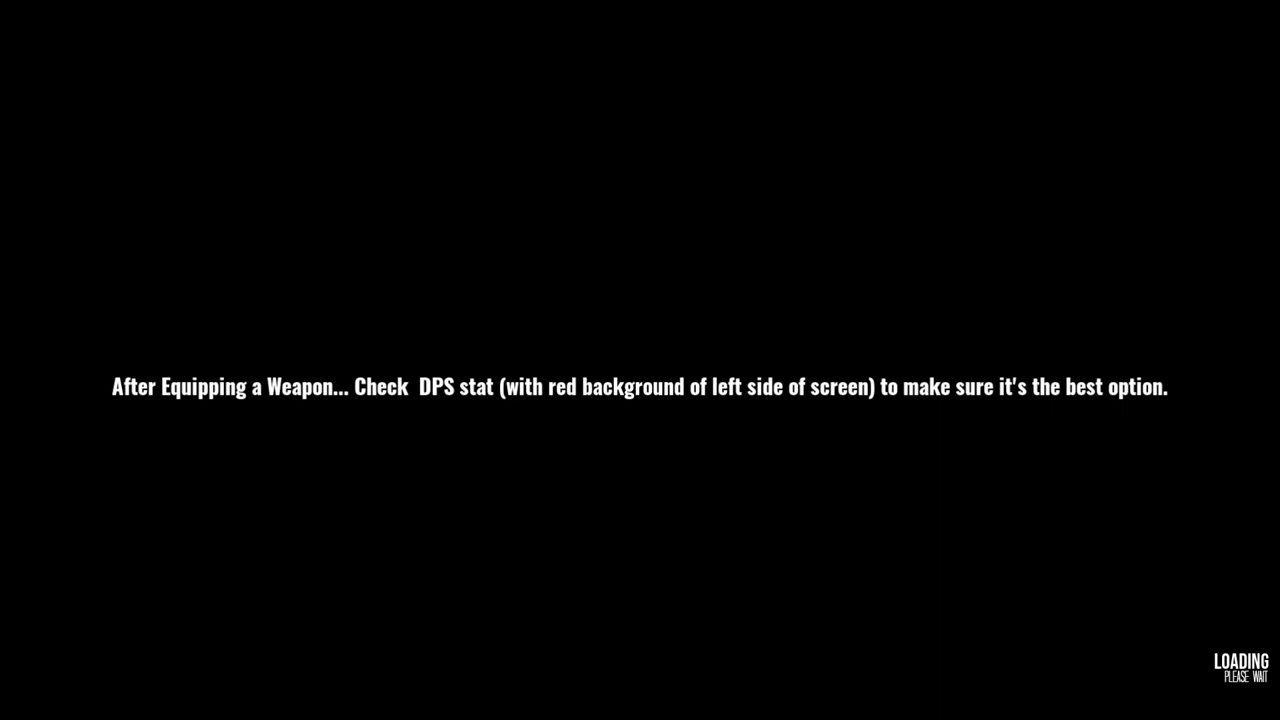 After Equipping a Weapon... Check  DPS stat (with red background of left side of screen) to make sure it's the best option.
LOADING
PLEASE WAIT